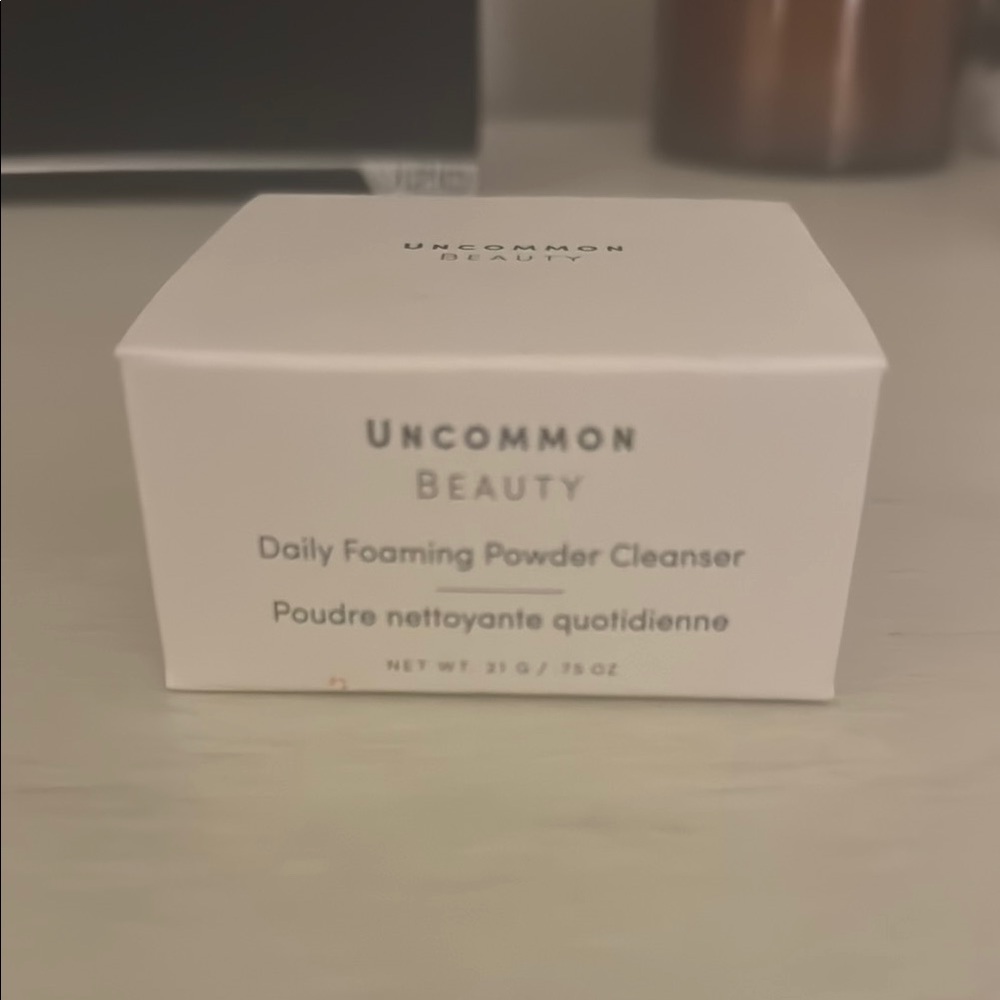 UNCOMMON
BEAUTY
UNCOMMON
BEAUTY
Daily Foaming Powder Cleanser
Poudre nettoyante quotidienne
NET WT. 21 G / .75 OZ